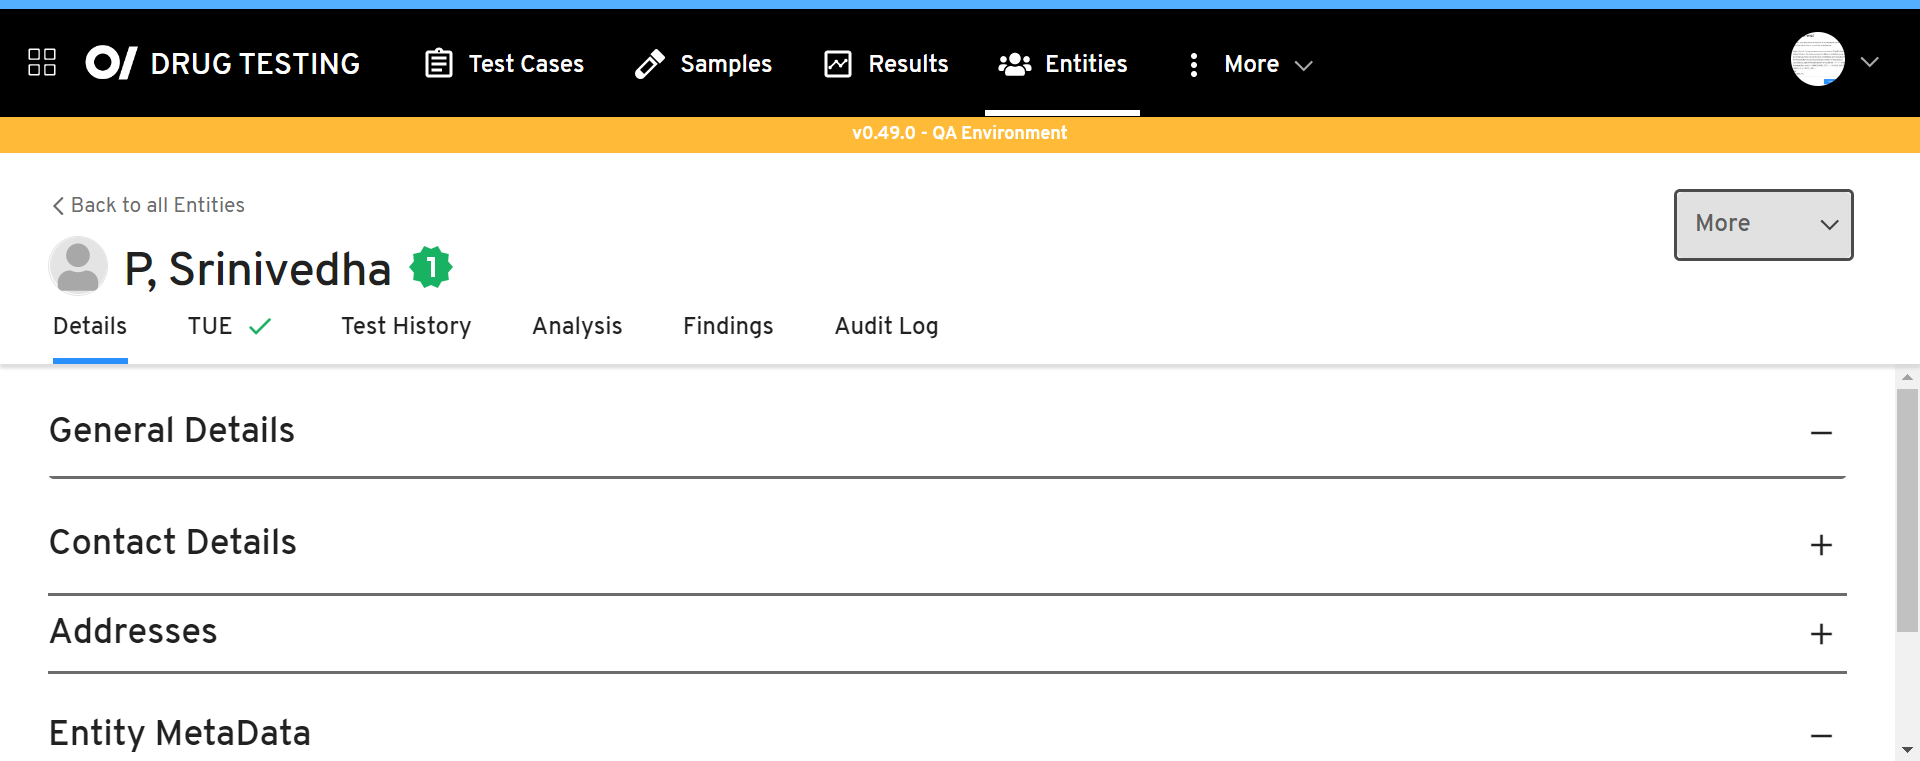 DRUG TESTING
Test Cases
Samples
Results
Entities
More
v0.49.0 - QA Environment
Back to all Entities
More
P, Srinivedha
1
Details
TUE
Test History
Analysis
Findings
Audit Log
General Details
Contact Details
Addresses
Entity MetaData